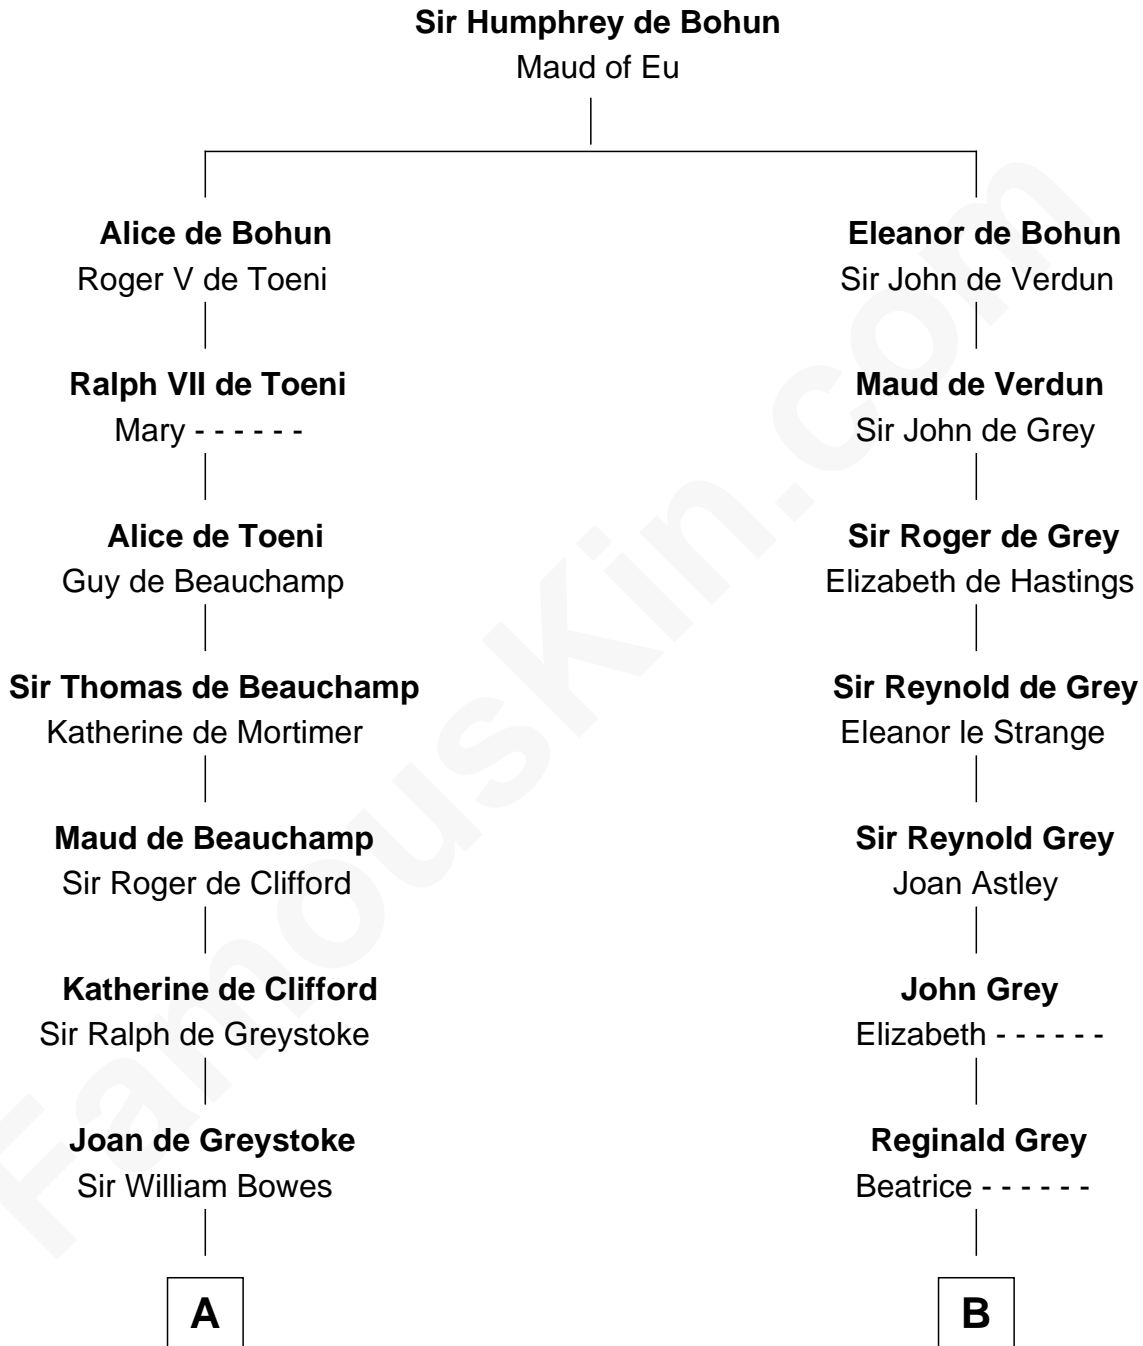 Sir Humphrey de Bohun
Maud of Eu
Alice de Bohun
Roger V de Toeni
Ralph VII de Toeni
Mary - - - - - -
Alice de Toeni
Guy de Beauchamp
Sir Thomas de Beauchamp
Katherine de Mortimer
Maud de Beauchamp
Sir Roger de Clifford
Katherine de Clifford
Sir Ralph de Greystoke
Joan de Greystoke
Sir William Bowes
A
Eleanor de Bohun
Sir John de Verdun
Maud de Verdun
Sir John de Grey
Sir Roger de Grey
Elizabeth de Hastings
Sir Reynold de Grey
Eleanor le Strange
Sir Reynold Grey
Joan Astley
John Grey
Elizabeth - - - - - -
Reginald Grey
Beatrice - - - - - -
B
FamousKin.com